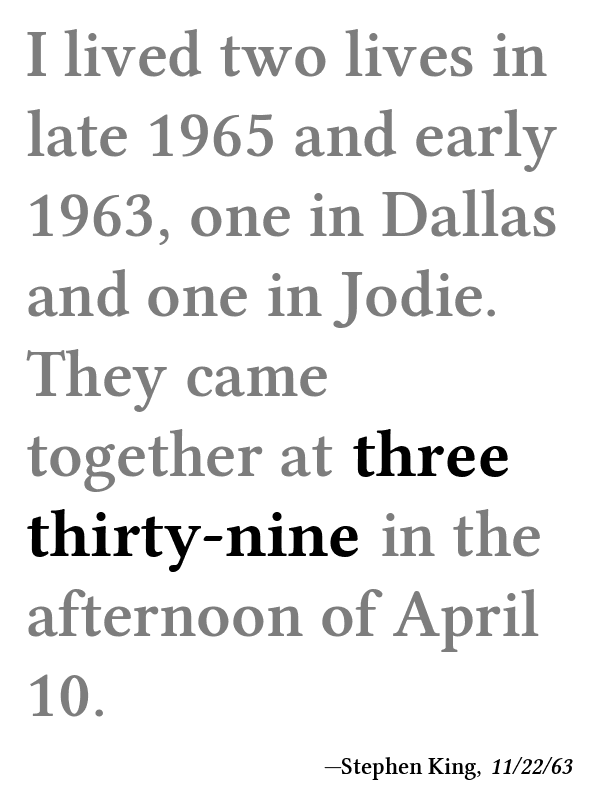 I lived two lives in
late 1965 and early
1963, one in Dallas
and one in Jodie.
They came
together at three
thirty-nine in the
afternoon of April
10.
—Stephen King, 11/22/63